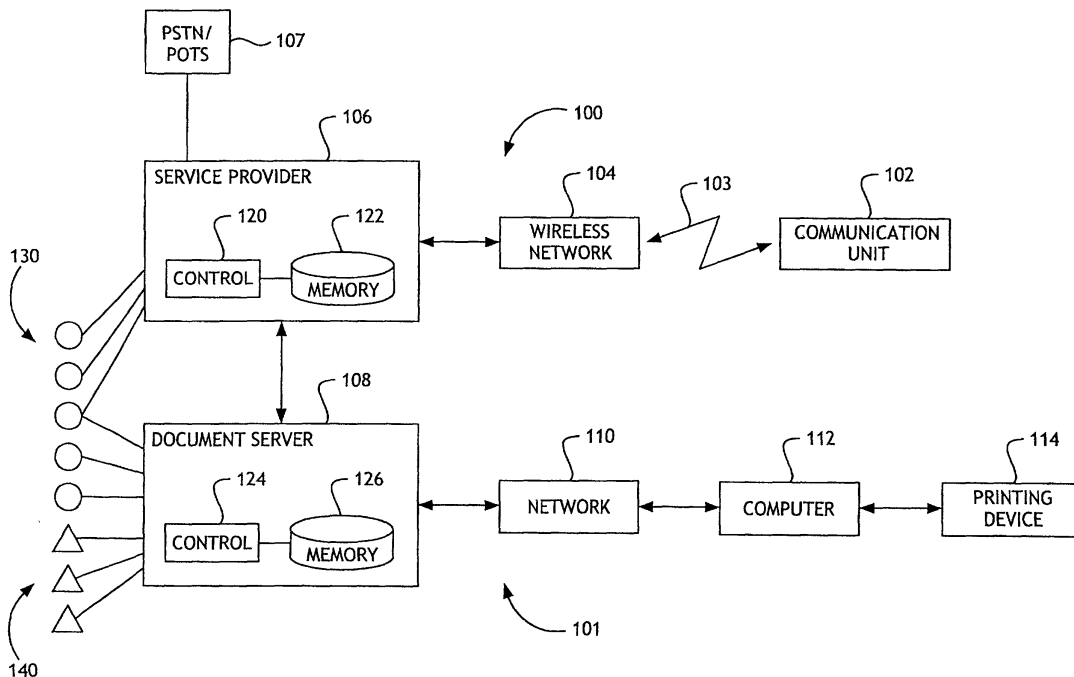 PSTN/
POTS
107
106
100
SERVICE PROVIDER
104
103
102
120
122
WIRELESS
NETWORK
COMMUNICATION
UNIT
130
CONTROL
MEMORY
108
DOCUMENT SERVER
110
112
114
124
126
NETWORK
COMPUTER
PRINTING
DEVICE
CONTROL
MEMORY
101
140